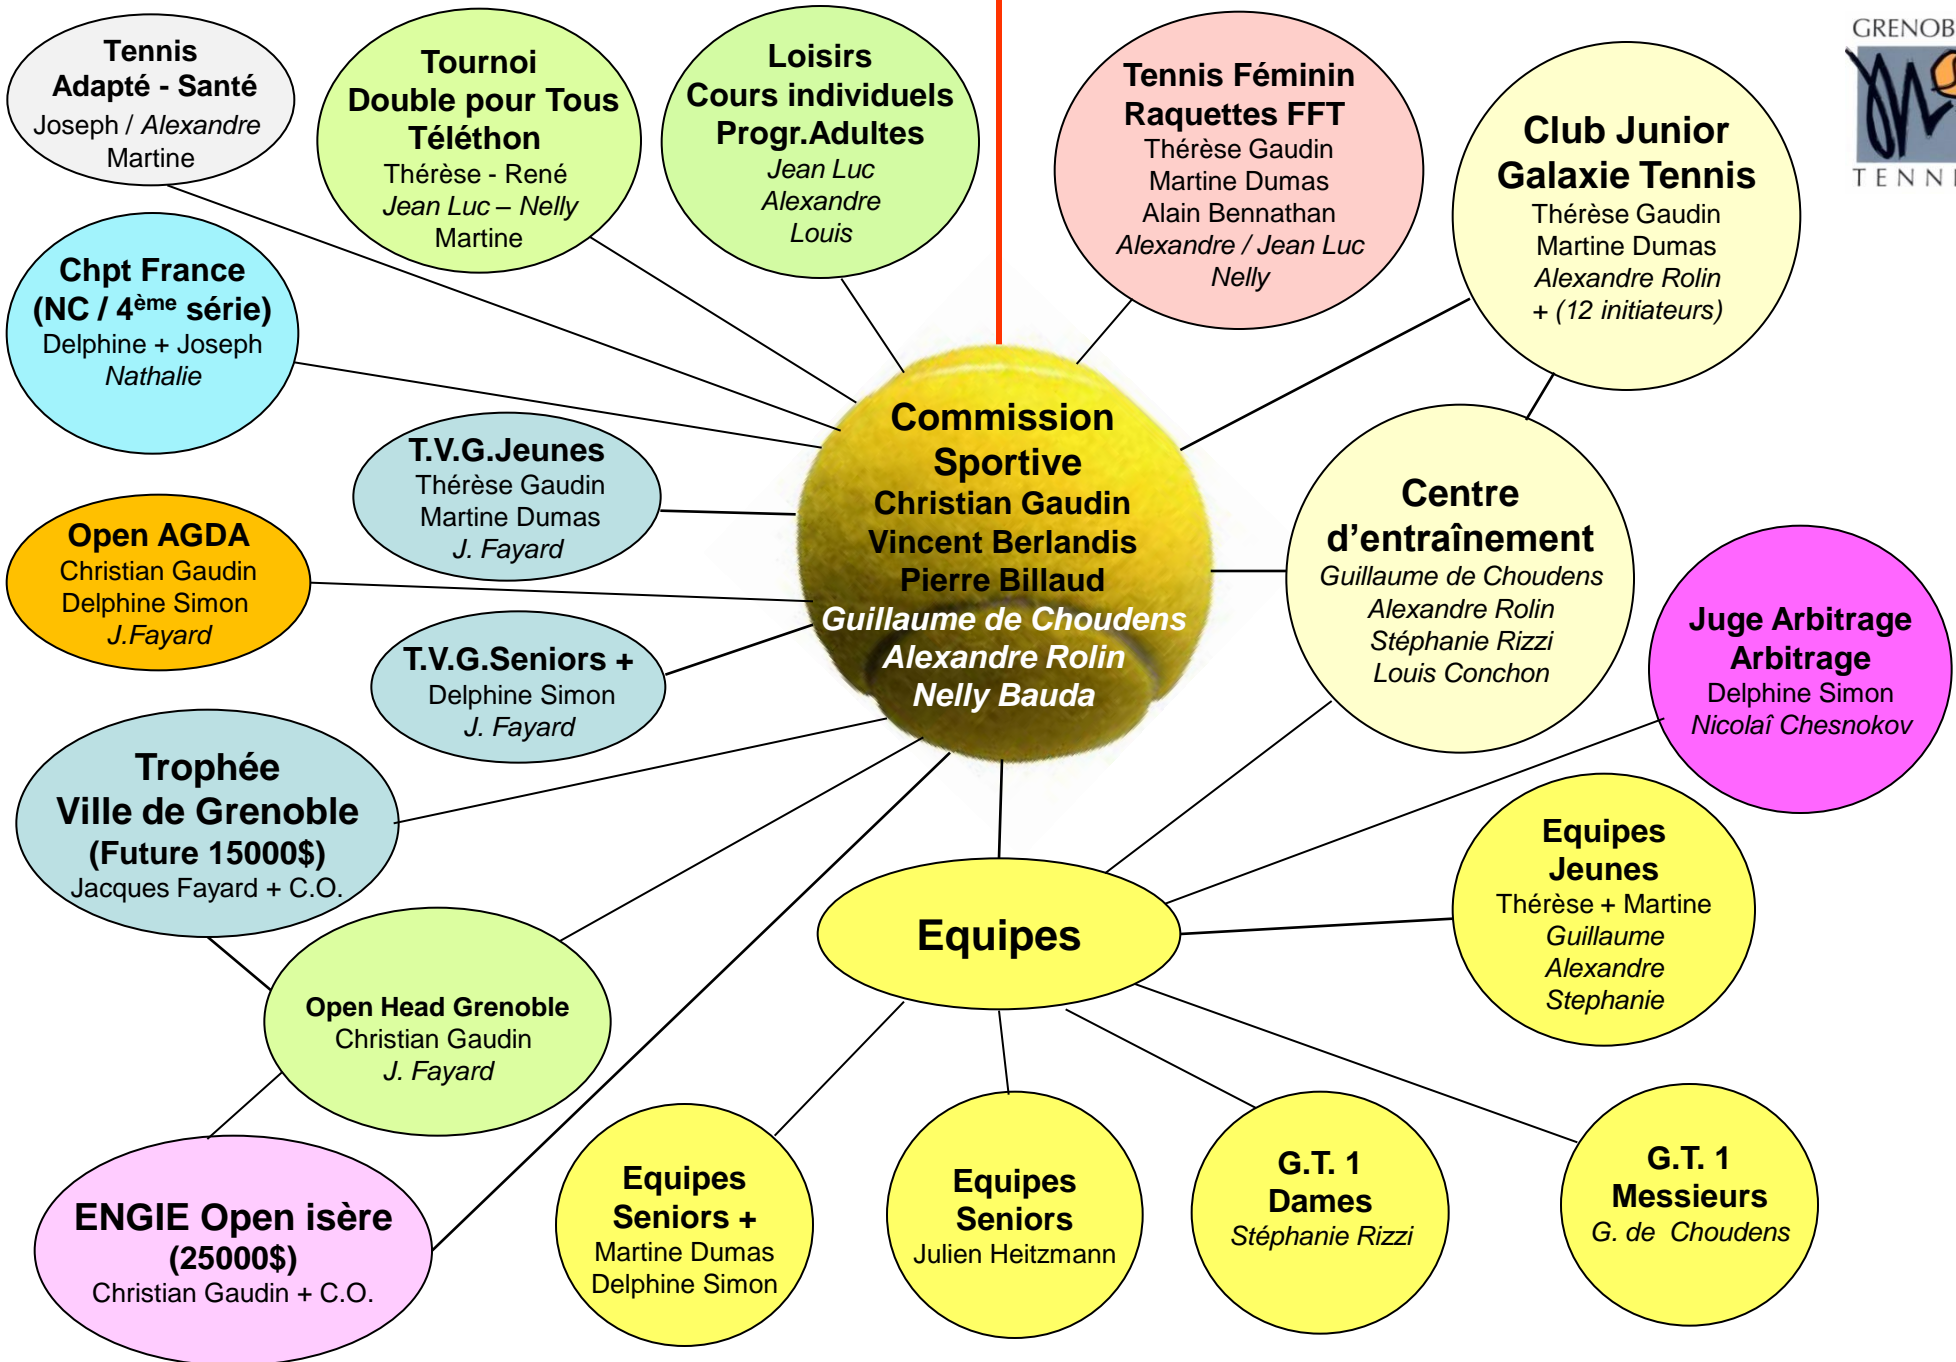 Tennis
Adapté - Santé
Joseph / Alexandre
Martine
Tournoi
Double pour Tous
Téléthon
Thérèse - René
Jean Luc – Nelly
Martine
Loisirs
Cours individuels
Progr.Adultes
Jean Luc
Alexandre
Louis
Tennis Féminin
Raquettes FFT
Thérèse Gaudin
Martine Dumas
Alain Bennathan
Alexandre / Jean Luc
Nelly
Club Junior
Galaxie Tennis
Thérèse Gaudin
Martine Dumas
Alexandre Rolin
+ (12 initiateurs)
GRENOB
TENNI
Chpt France
(NC / 4ème série)
Delphine + Joseph
Nathalie
T.V.G.Jeunes
Thérèse Gaudin
Martine Dumas
J. Fayard
Commission
Sportive
Christian Gaudin
Vincent Berlandis
Pierre Billaud
Guillaume de Choudens
Alexandre Rolin
Nelly Bauda
Centre
d'entraînement
Guillaume de Choudens
Alexandre Rolin
Stéphanie Rizzi
Louis Conchon
Open AGDA
Christian Gaudin
Delphine Simon
J.Fayard
Juge Arbitrage
Arbitrage
Delphine Simon
Nicolaî Chesnokov
T.V.G.Seniors +
Delphine Simon
J. Fayard
Trophée
Ville de Grenoble
(Future 15000$)
Jacques Fayard + C.O.
Equipes
Jeunes
Thérèse + Martine
Guillaume
Alexandre
Stephanie
Equipes
Open Head Grenoble
Christian Gaudin
J. Fayard
ENGIE Open isère
(25000$)
Christian Gaudin + C.O.
Equipes
Seniors +
Martine Dumas
Delphine Simon
Equipes
Seniors
Julien Heitzmann
G.T. 1
Dames
Stéphanie Rizzi
G.T. 1
Messieurs
G. de  Choudens